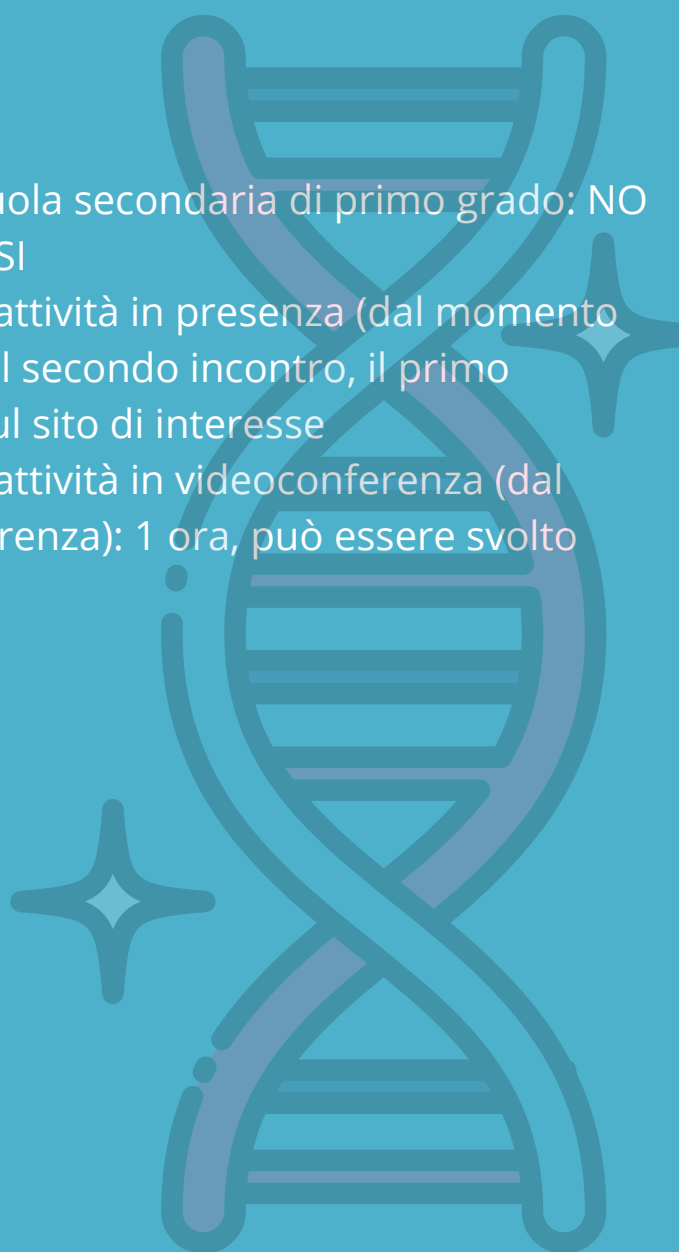 uola secondaria di primo grado: NO
SI
attività in presenza (dal momento
l secondo incontro, il primo
ul sito di interesse
attività in videoconferenza (dal
renza): 1 ora, può essere svolto